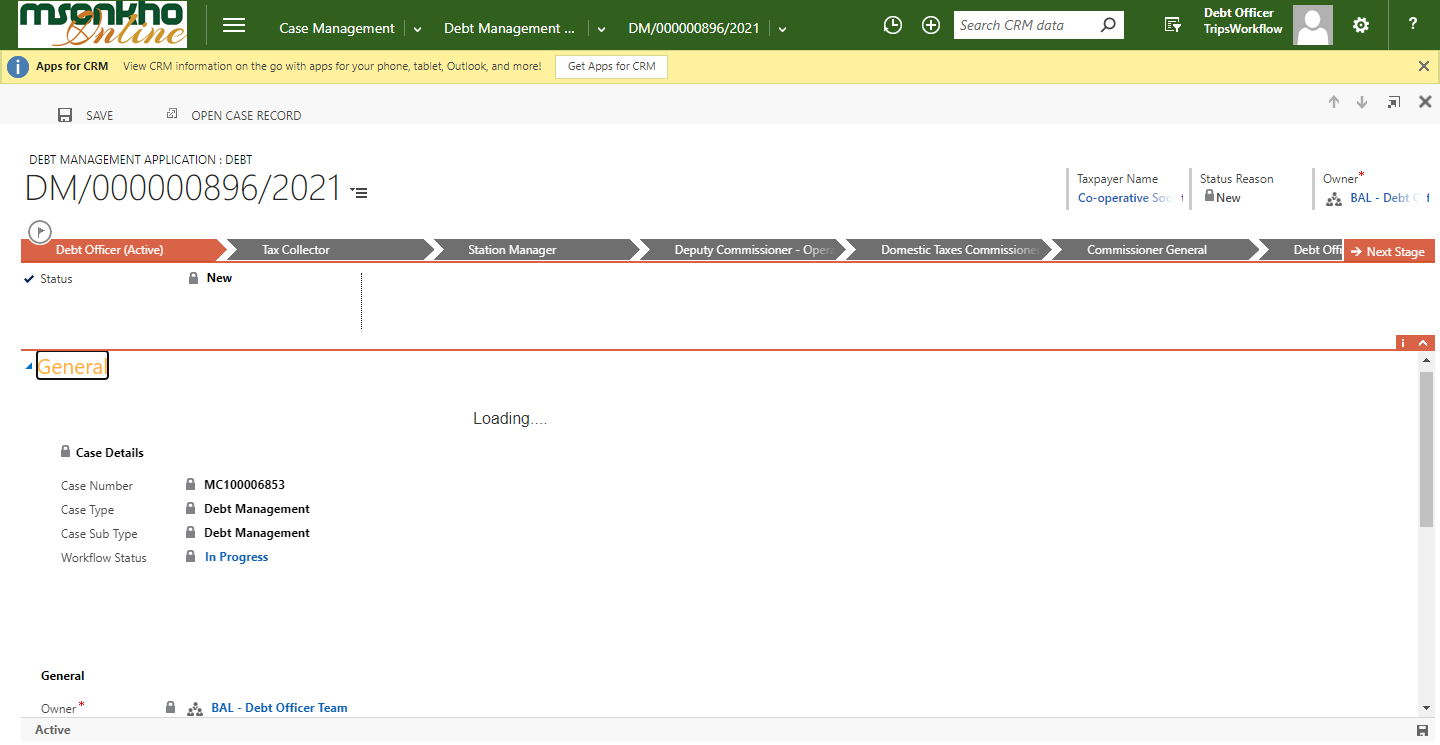 msonkho
Online
Case Management
Debt Management ...
DM/000000896/2021
Search CRM data
Debt Officer
TripsWorkflow
?
i
Apps for CRM
View CRM information on the go with apps for your phone, tablet, Outlook, and more!
Get Apps for CRM
SAVE
OPEN CASE RECORD
DEBT MANAGEMENT APPLICATION : DEBT
DM/000000896/2021
Taxpayer Name
Co-operative Soc
Status Reason
New
Owner*
BAL - Debt
Debt Officer (Active)
Tax Collector
Station Manager
Deputy Commissioner - Oper
Domestic Taxes Commissione
Commissioner General
Debt Offi
Next Stage
Status
New
i
General
Loading....
Case Details
Case Number
MC100006853
Case Type
Debt Management
Case Sub Type
Debt Management
Workflow Status
In Progress
General
Owner*
BAL - Debt Officer Team
Active